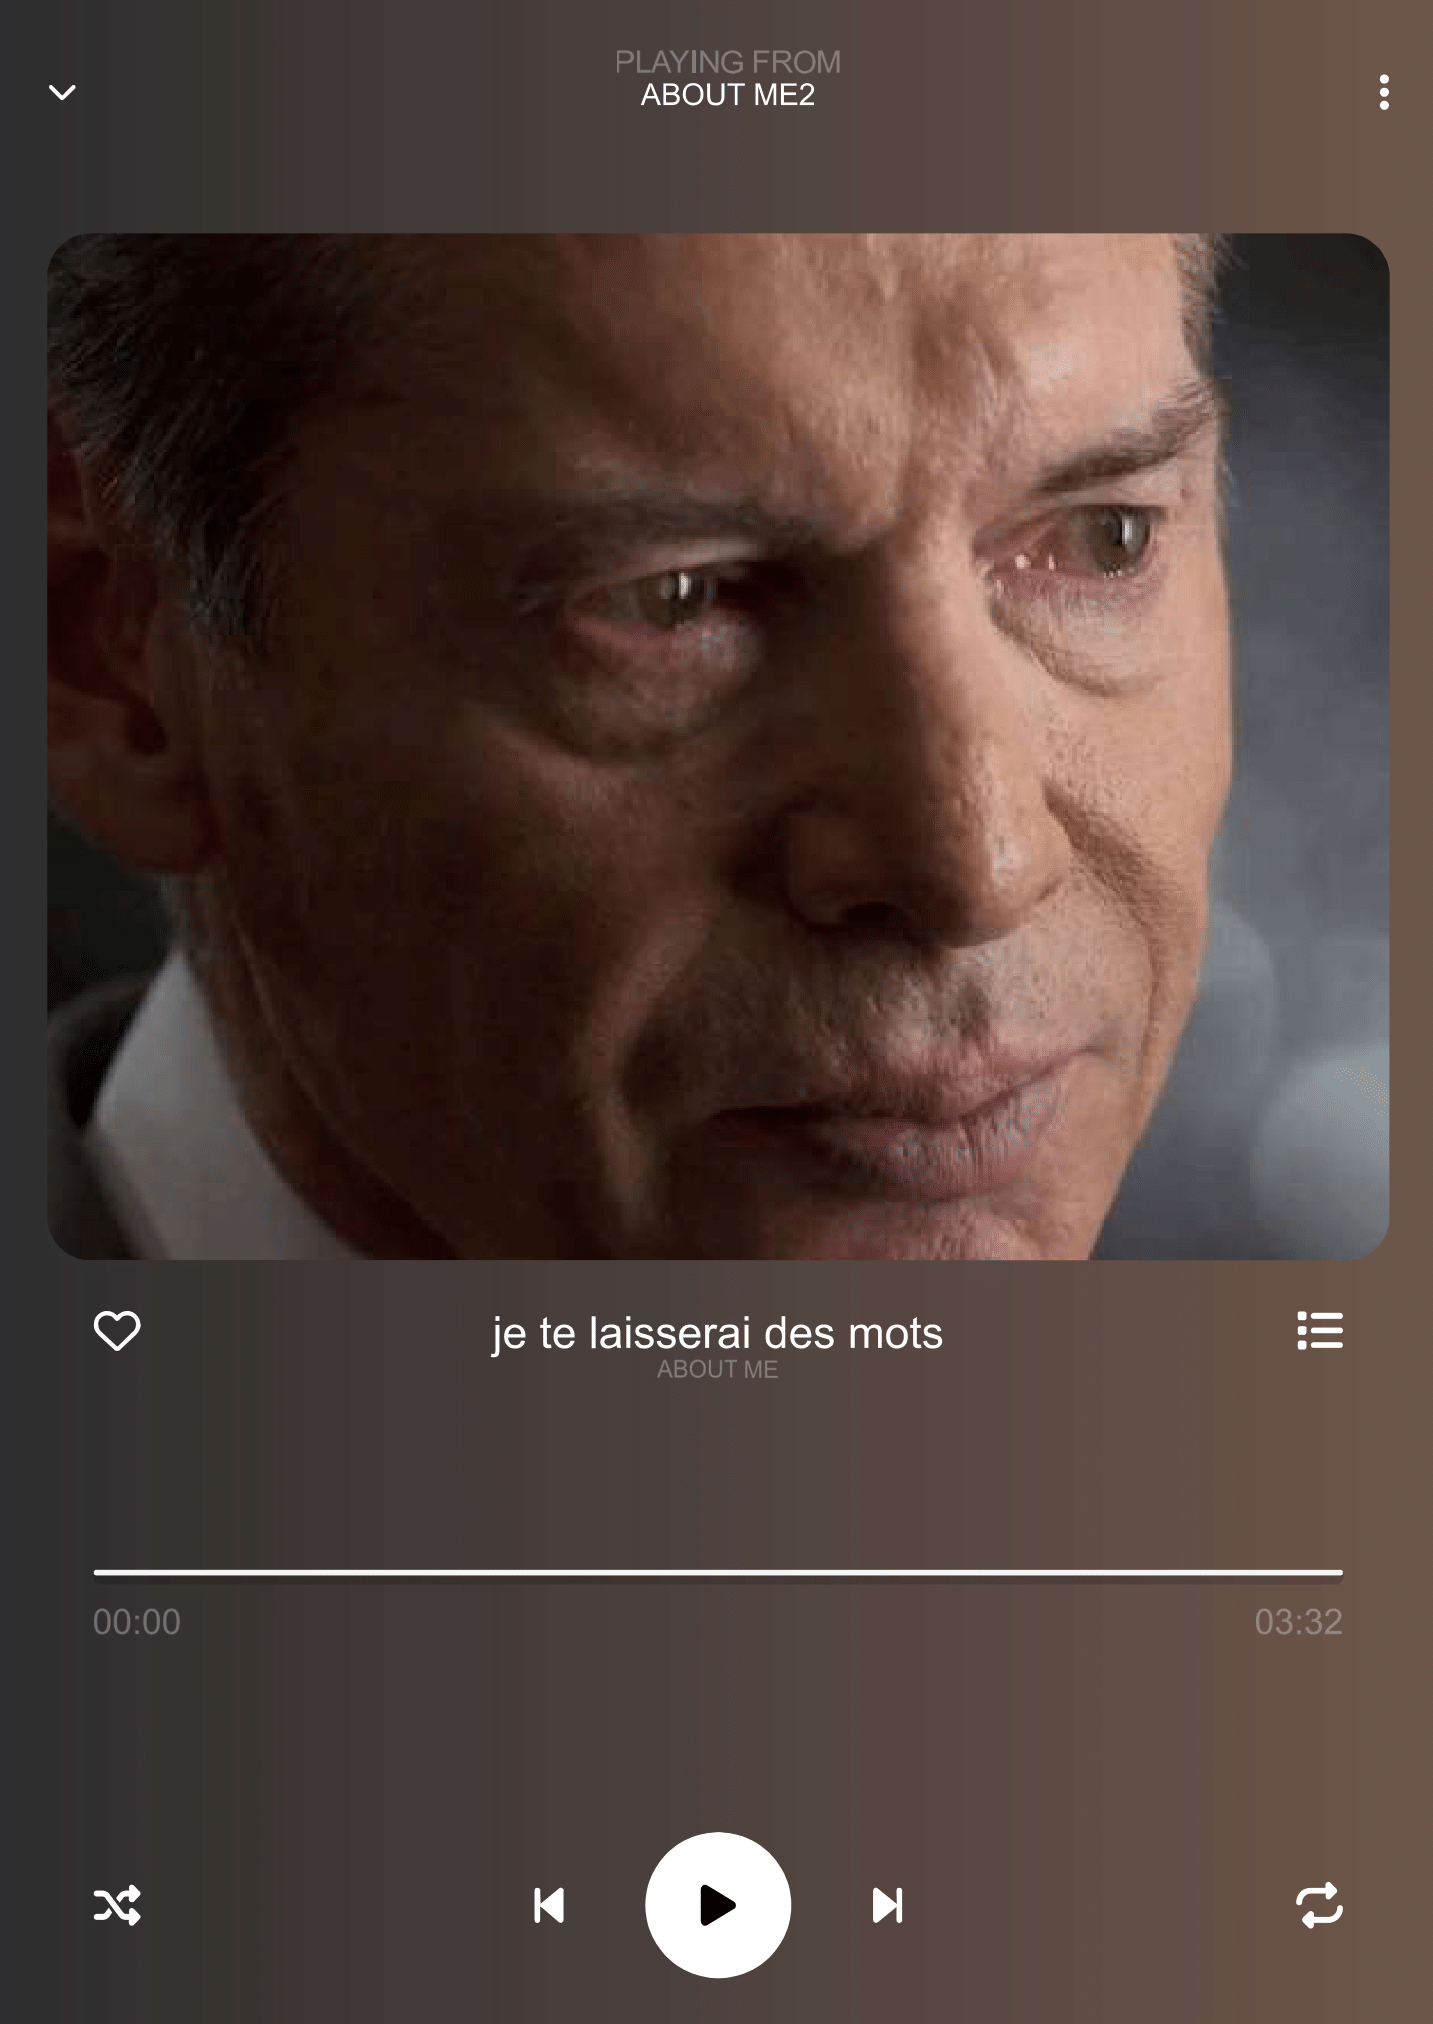 PLAYING FROM
ABOUT ME2
je te laisserai des mots
ABOUT ME
00:00
03:32